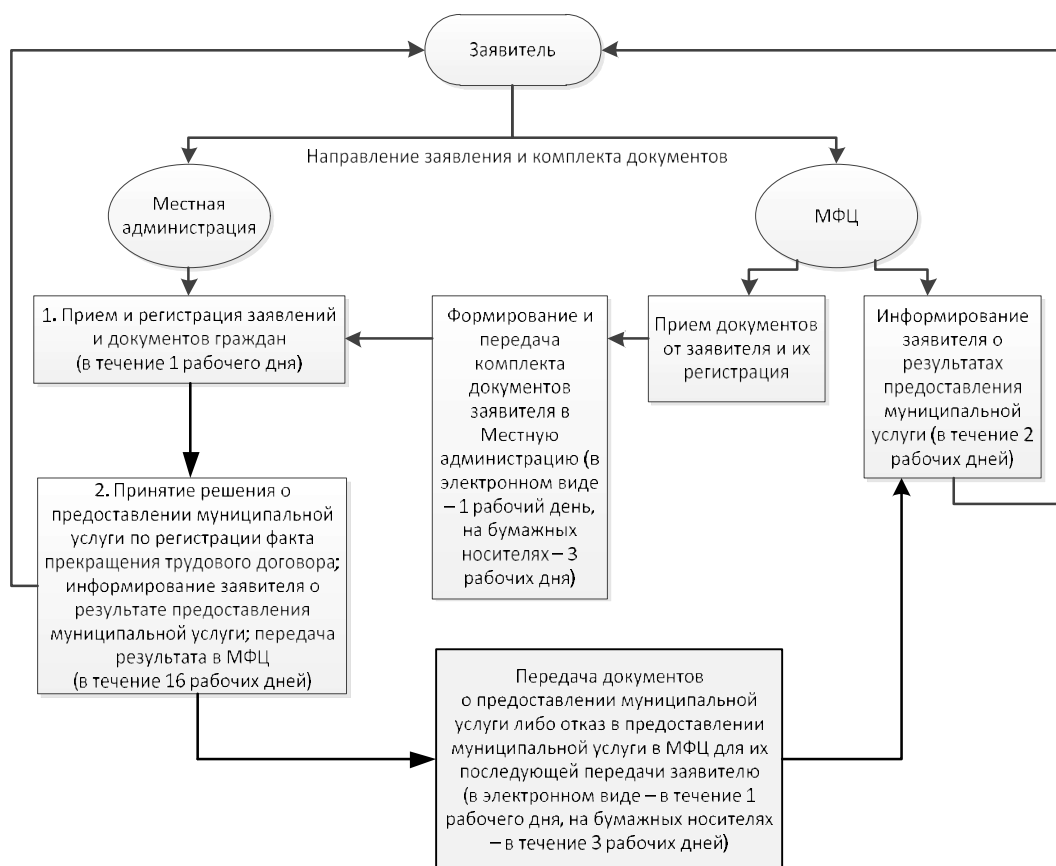 Заявитель
Направление заявления и комплекта документов
Местная
администрация
МФЦ
1. Прием и регистрация заявлений
и документов граждан
(в течение 1 рабочего дня)
Формирование и
передача
комплекта
документов
заявителя в
Местную
администрацию (в
электронном виде
– 1 рабочий день,
на бумажных
носителях – 3
рабочих дня)
Прием документов
от заявителя и их
регистрация
Информирование
заявителя о
результатах
предоставления
муниципальной
услуги (в течение 2
рабочих дней)
2. Принятие решения о
предоставлении муниципальной
услуги по регистрации факта
прекращения трудового договора;
информирование заявителя о
результате предоставления
муниципальной услуги; передача
результата в МФЦ
(в течение 16 рабочих дней)
Передача документов
о предоставлении муниципальной
услуги либо отказ в предоставлении
муниципальной услуги в МФЦ для их
последующей передачи заявителю
(в электронном виде – в течение 1
рабочего дня, на бумажных носителях
– в течение 3 рабочих дней)